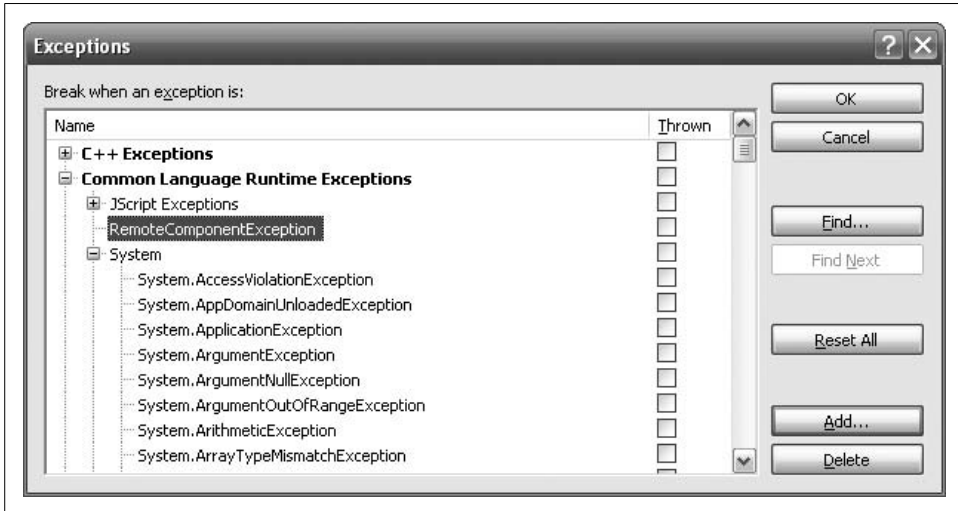 Exceptions
Break when an exception is:
Name Thrown
C++ Exceptions
Common Language Runtime Exceptions
JScript Exceptions
RemoteComponentException
System
System.AccessViolationException
System.AppDomainUnloadedException
System.ApplicationException
System.ArgumentException
System.ArgumentNullException
System.ArgumentOutOfRangeException
System.ArithmeticException
System.ArrayTypeMismatchException
OK
Cancel
Find...
Find Next
Reset All
Add...
Delete